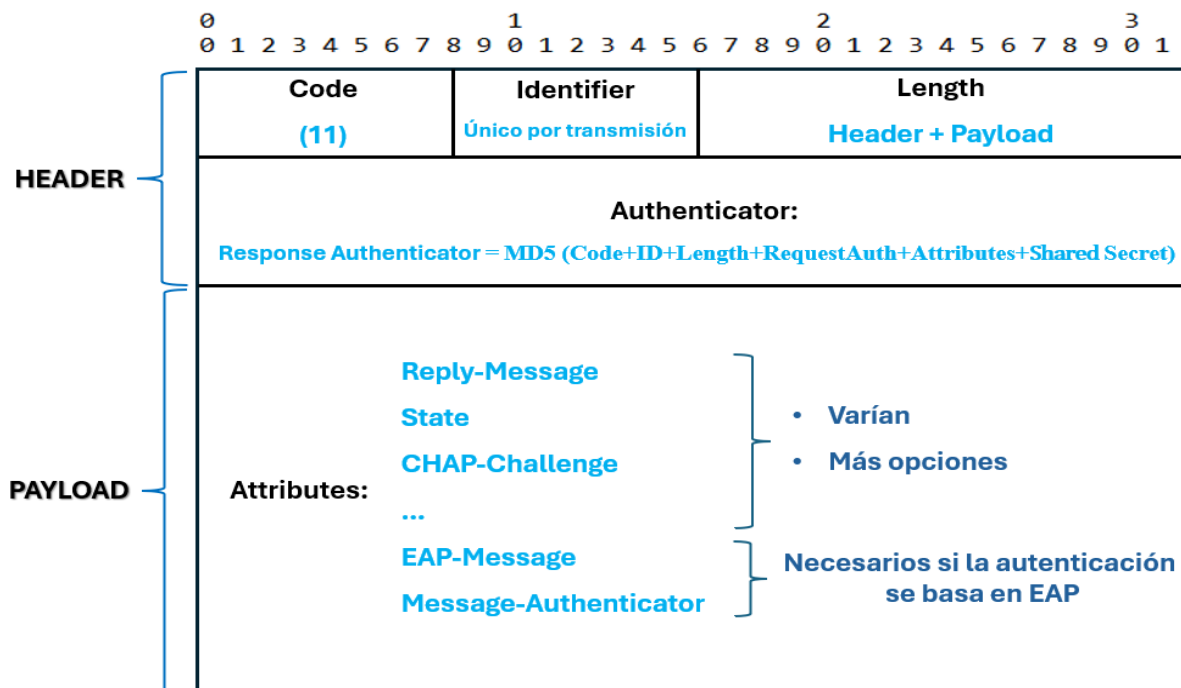 0 1 2 3
0 1 2 3 4 5 6 7 8 9 0 1 2 3 4 5 6 7 8 9 0 1 2 3 4 5 6 7 8 9 0 1
Code Identifier Length
(11) Único por transmisión Header + Payload
HEADER
Authenticator:
Response Authenticator = MD5 (Code+ID+Length+RequestAuth+Attributes+Shared Secret)
PAYLOAD
Attributes:
Reply-Message
State
CHAP-Challenge
...
EAP-Message
Message-Authenticator
• Varían
• Más opciones
Necesarios si la autenticación
se basa en EAP